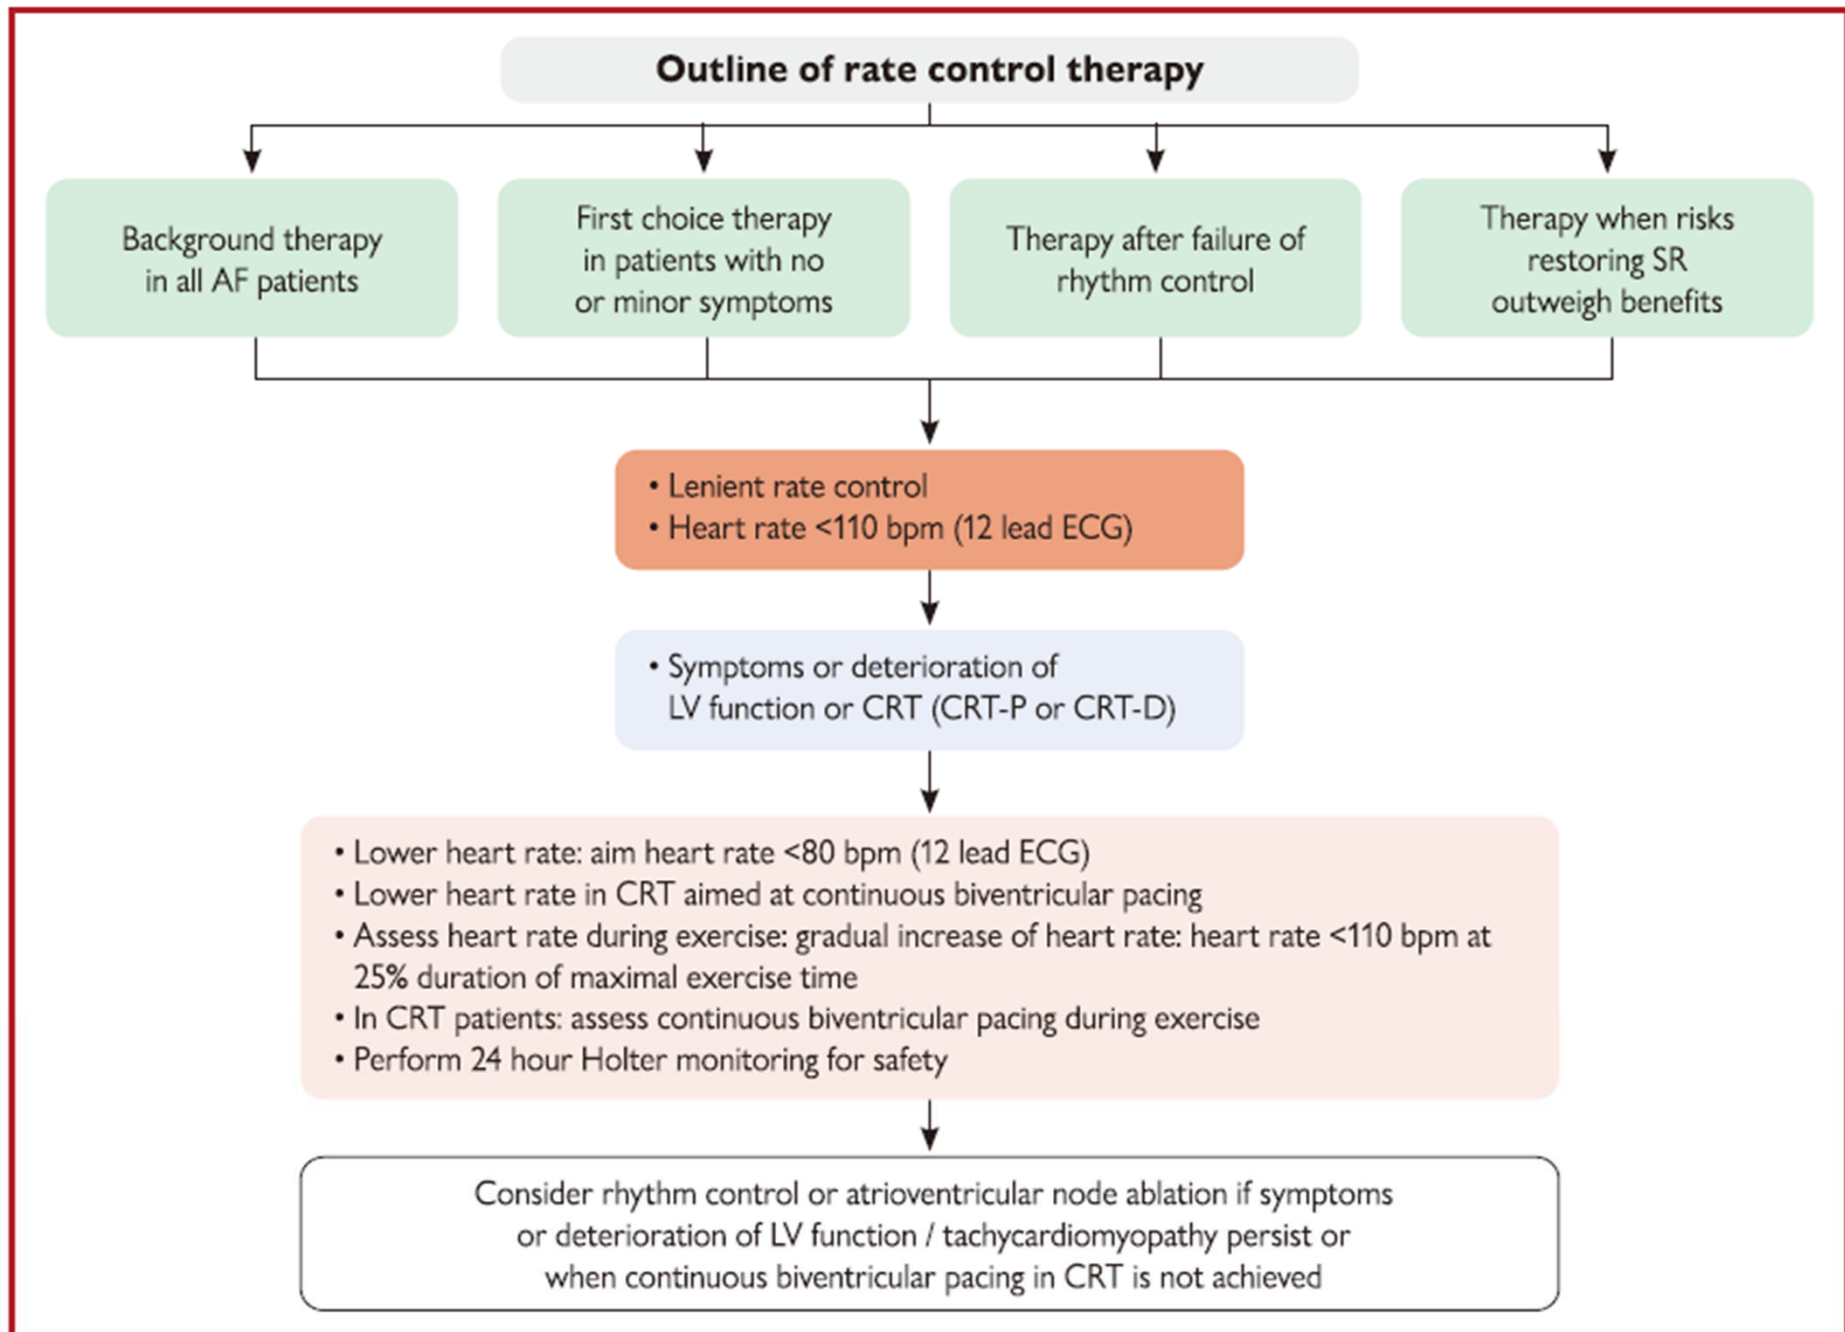 Outline of rate control therapy
Background therapy
in all AF patients
First choice therapy
in patients with no
or minor symptoms
Therapy after failure of
rhythm control
Therapy when risks
restoring SR
outweigh benefits
• Lenient rate control
• Heart rate <110 bpm (12 lead ECG)
• Symptoms or deterioration of
LV function or CRT (CRT-P or CRT-D)
• Lower heart rate: aim heart rate <80 bpm (12 lead ECG)
• Lower heart rate in CRT aimed at continuous biventricular pacing
• Assess heart rate during exercise: gradual increase of heart rate: heart rate <110 bpm at
25% duration of maximal exercise time
• In CRT patients: assess continuous biventricular pacing during exercise
• Perform 24 hour Holter monitoring for safety
Consider rhythm control or atrioventricular node ablation if symptoms
or deterioration of LV function / tachycardiomyopathy persist or
when continuous biventricular pacing in CRT is not achieved